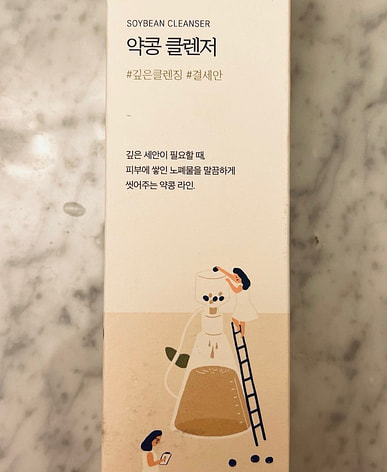 SOYBEAN CLEANSER
약콩 클렌저
#깊은클렌징 #결세안
깊은 세안이 필요할 때,
피부에 쌓인 노폐물을 말끔하게
씻어주는 약콩 라인.